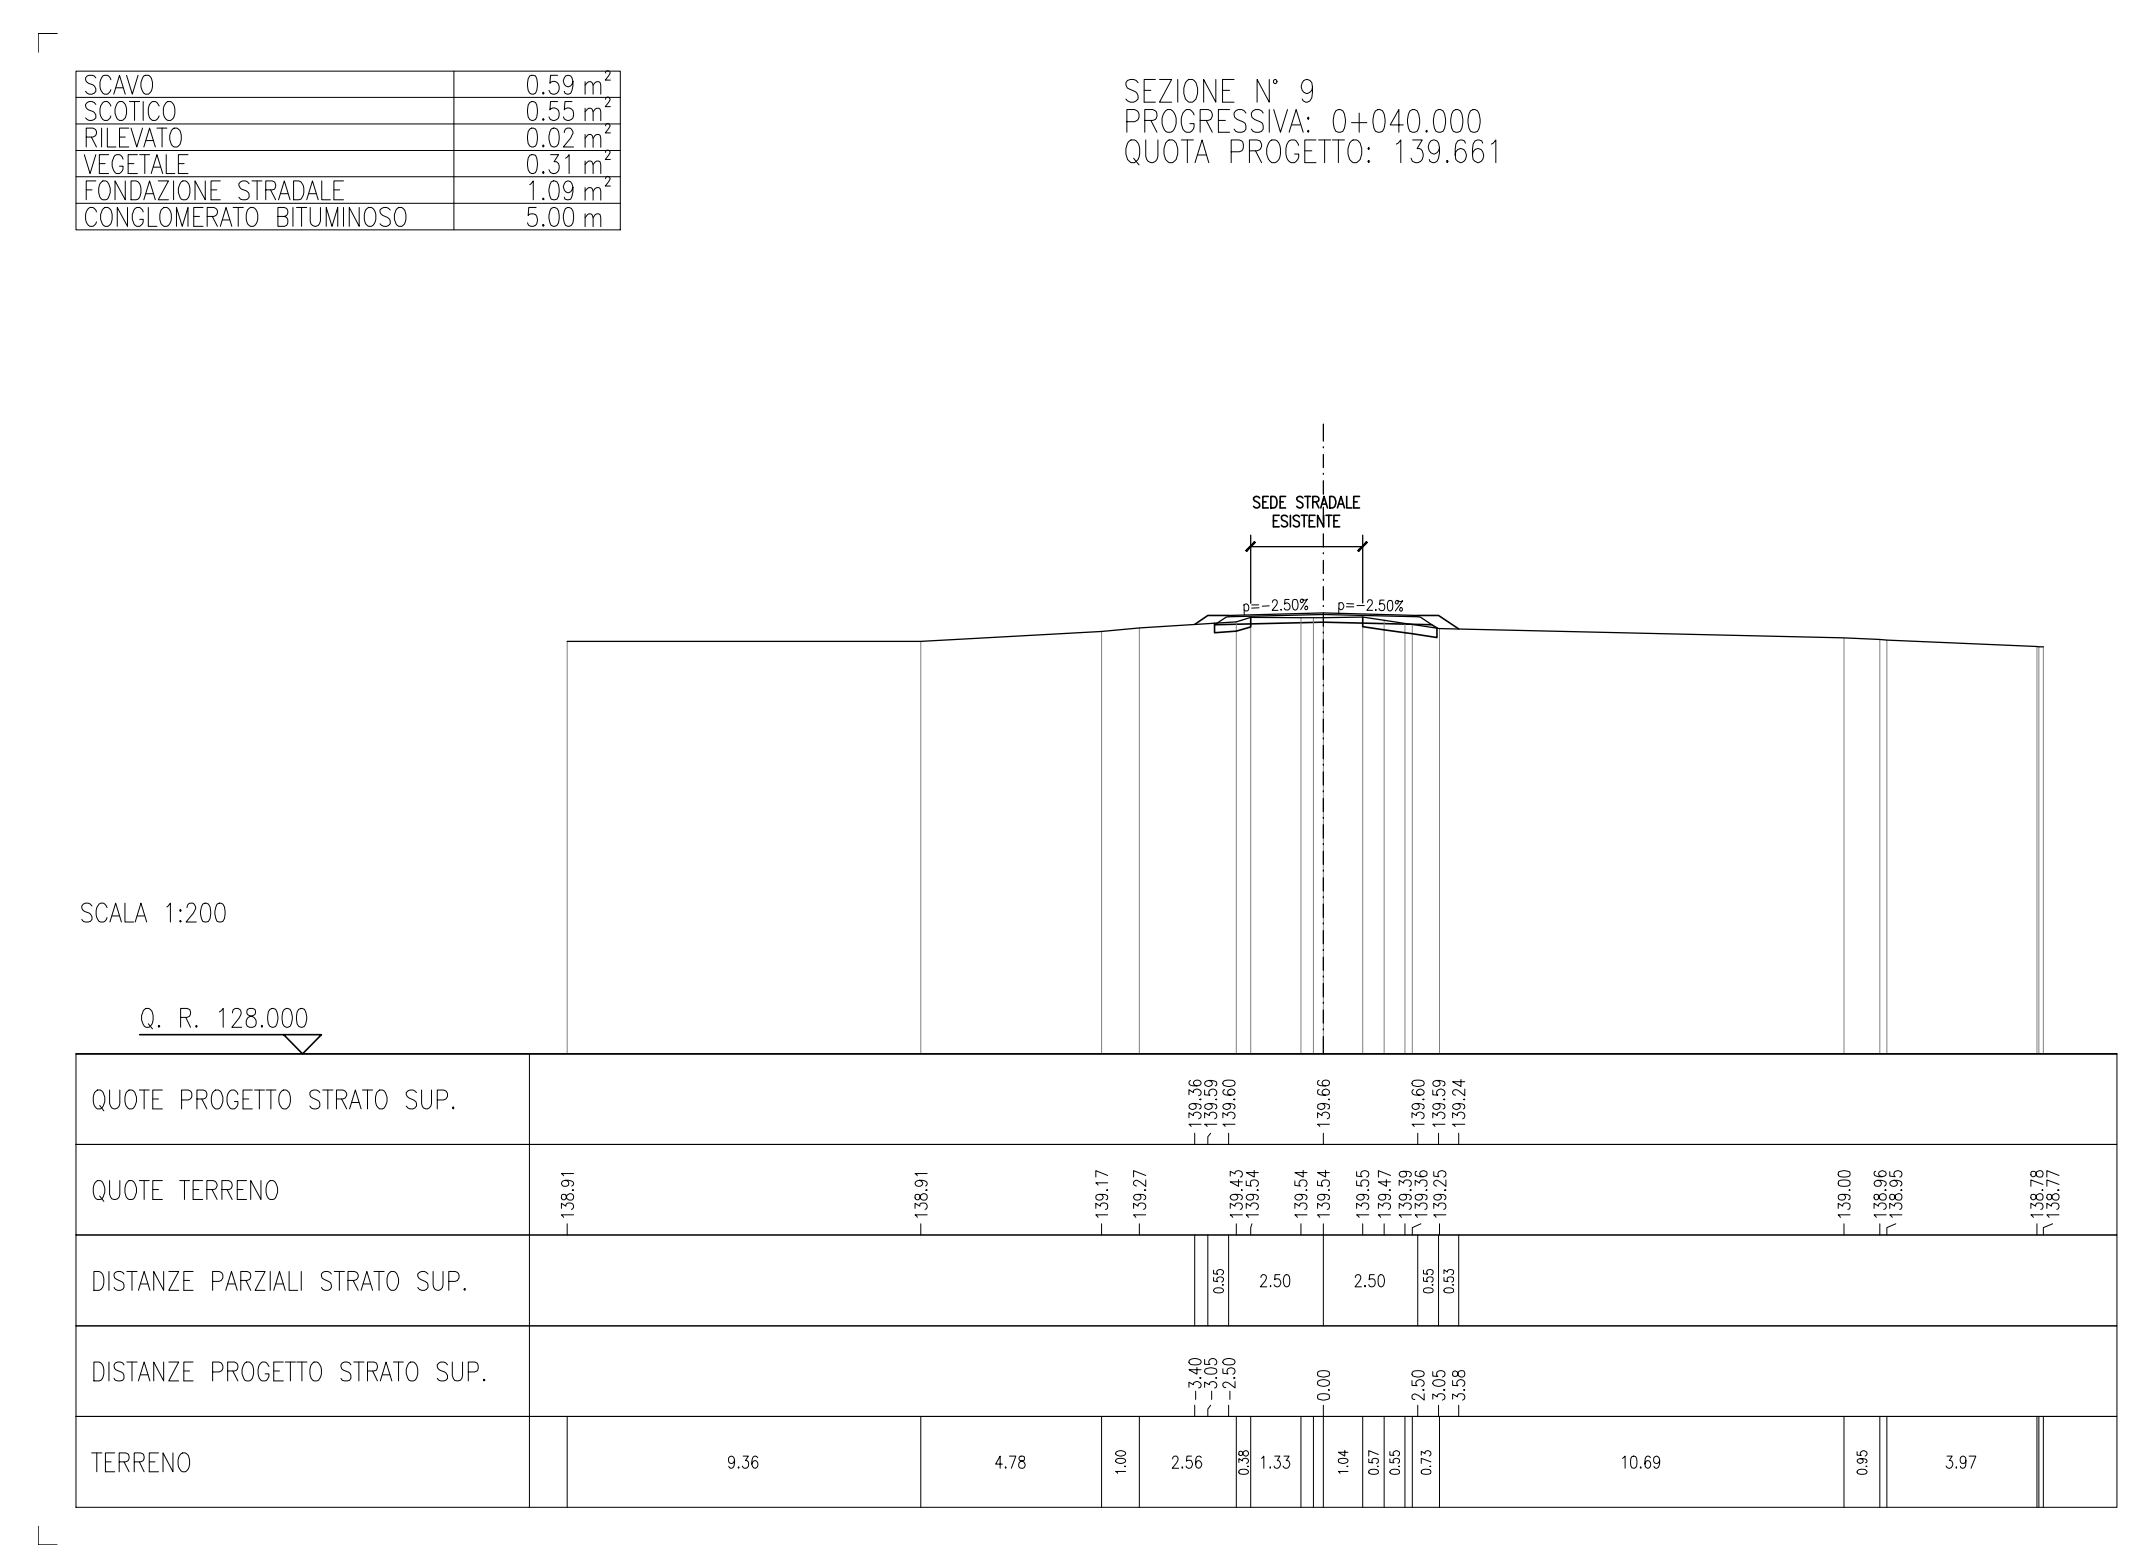 SCAVO 0.59 m²
SCOTICO 0.55 m²
RILEVATO 0.02 m²
VEGETALE 0.31 m²
FONDAZIONE STRADALE 1.09 m²
CONGLOMERATO BITUMINOSO 5.00 m
SEZIONE N° 9
PROGRESSIVA: 0+040.000
QUOTA PROGETTO: 139.661
SEDE STRADALE
ESISTENTE
p=-2.50% p=-2.50%
SCALA 1:200
Q. R. 128.000
QUOTE PROGETTO STRATO SUP. 139.36 139.59 139.60 139.66 139.60 139.59 139.24
QUOTE TERRENO 138.91 138.91 139.17 139.27 139.43 139.54 139.54 139.54 139.55 139.47 139.39 139.36 139.25 139.00 138.96 138.95 138.78 138.77
DISTANZE PARZIALI STRATO SUP. 0.55 2.50 2.50 0.55 0.53
DISTANZE PROGETTO STRATO SUP. -3.40 -3.05 -2.50 0.00 2.50 3.05 3.58
TERRENO 9.36 4.78 1.00 2.56 0.38 1.33 1.04 0.57 0.55 0.73 10.69 0.95 3.97